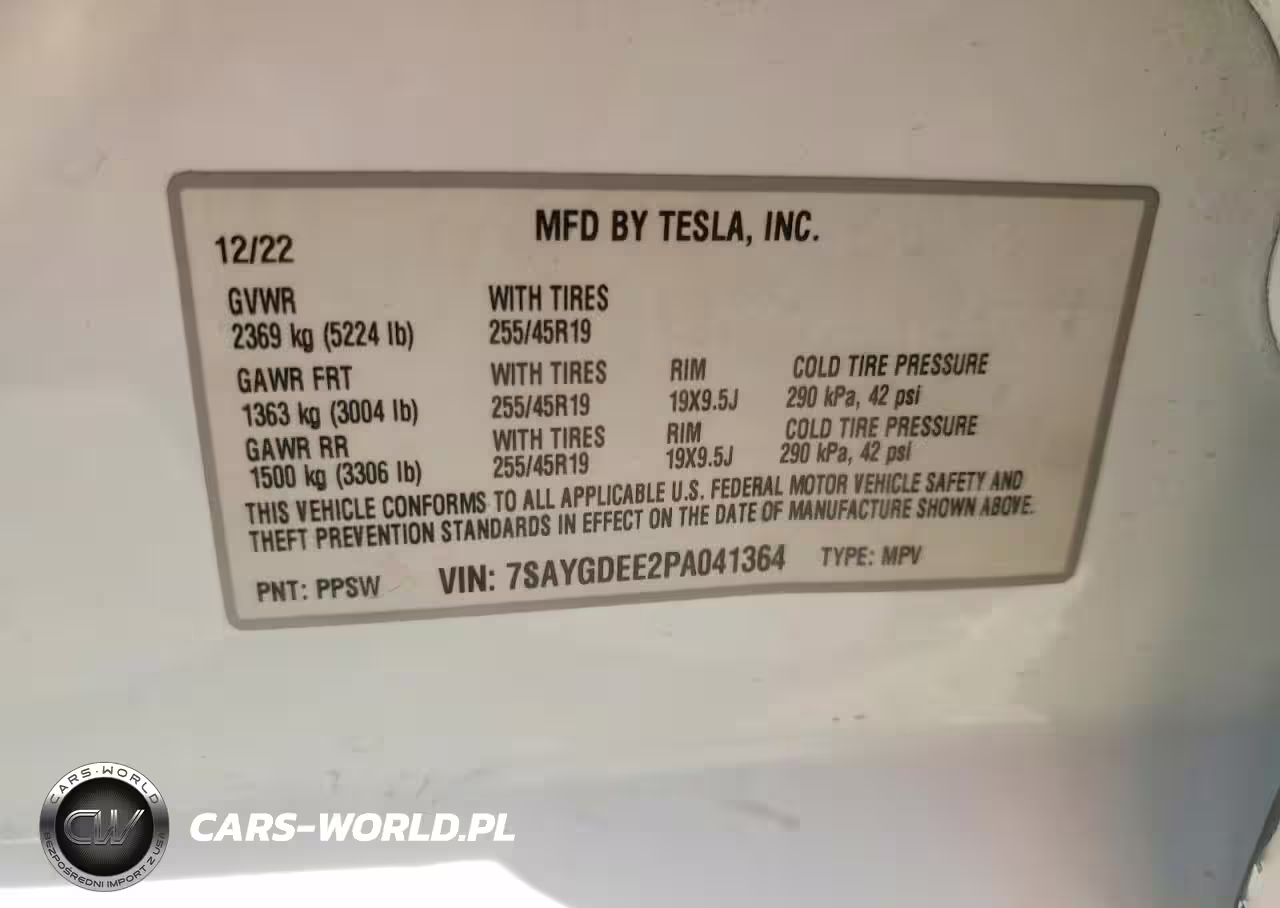 MFD BY TESLA, INC.
12/22
GVWR WITH TIRES
2369 kg (5224 lb) 255/45R19
GAWR FRT WITH TIRES RIM COLD TIRE PRESSURE
1363 kg (3004 lb) 255/45R19 19X9.5J 290 kPa, 42 psi
GAWR RR WITH TIRES RIM COLD TIRE PRESSURE
1500 kg (3306 lb) 255/45R19 19X9.5J 290 kPa, 42 psi
THIS VEHICLE CONFORMS TO ALL APPLICABLE U.S. FEDERAL MOTOR VEHICLE SAFETY AND
THEFT PREVENTION STANDARDS IN EFFECT ON THE DATE OF MANUFACTURE SHOWN ABOVE.
PNT: PPSW VIN: 7SAYGDEE2PA041364 TYPE: MPV
CARS-WORLD
CW
BEZPOŚREDNI IMPORT Z USA
CARS-WORLD.PL